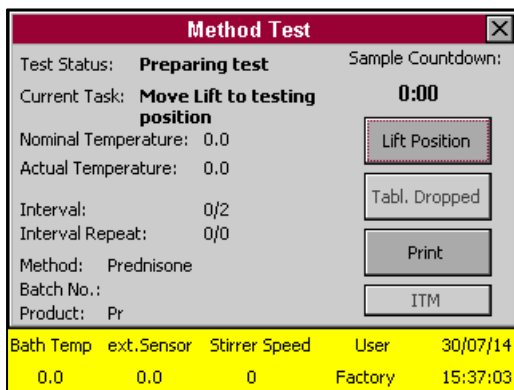 Method Test
Test Status: Preparing test
Sample Countdown:
Current Task: Move Lift to testing
position
0:00
Nominal Temperature: 0.0
Lift Position
Actual Temperature: 0.0
Tabl. Dropped
Interval: 0/2
Interval Repeat: 0/0
Print
Method: Prednisone
Batch No.:
ITM
Product: Pr
Bath Temp ext.Sensor Stirrer Speed User 30/07/14
0.0 0.0 0 Factory 15:37:03